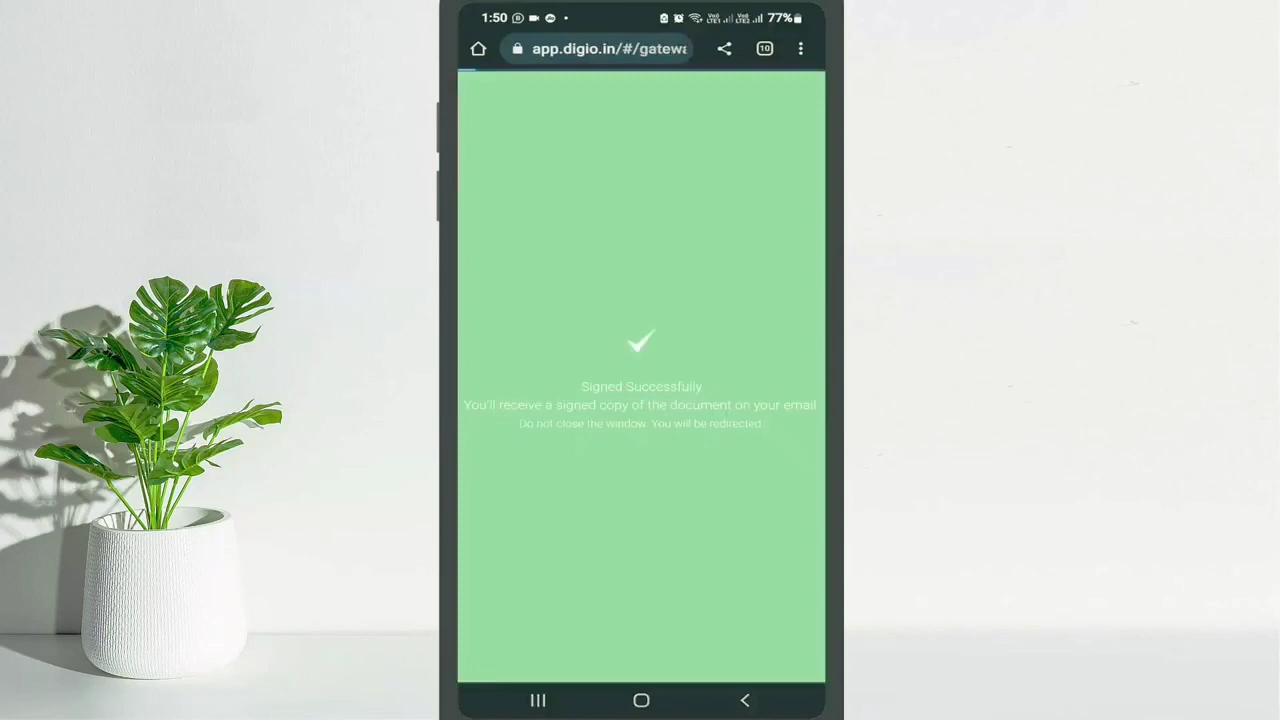 1:50 77%
app.digio.in/#/gatewa 10
Signed Successfully
You'll receive a signed copy of the document on your email
Do not close the window. You will be redirected.